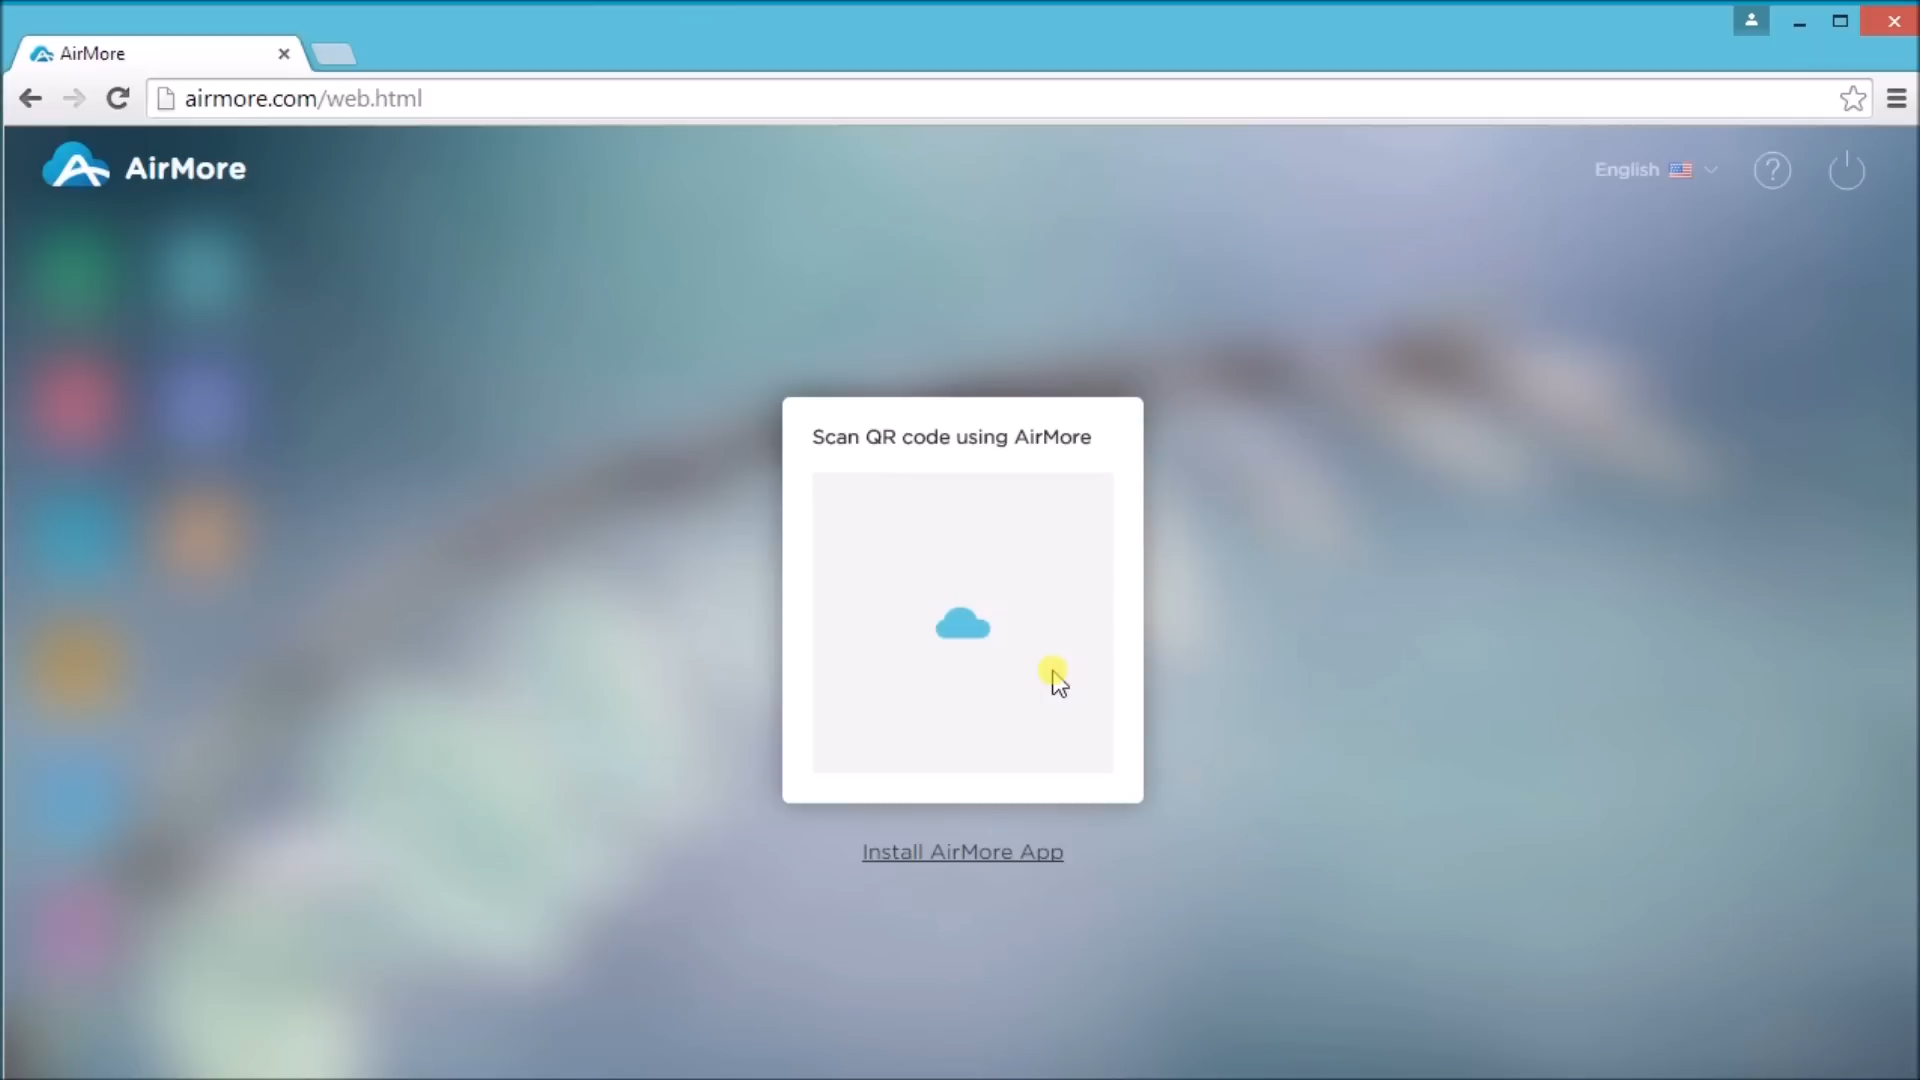 AirMore
airmore.com/web.html
AirMore
English
?
Scan QR code using AirMore
Install AirMore App